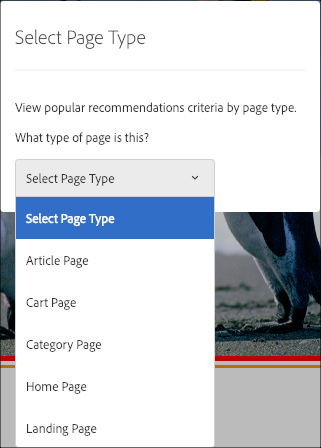 Select Page Type
View popular recommendations criteria by page type.
What type of page is this?
Select Page Type
Select Page Type
Article Page
Cart Page
Category Page
Home Page
Landing Page